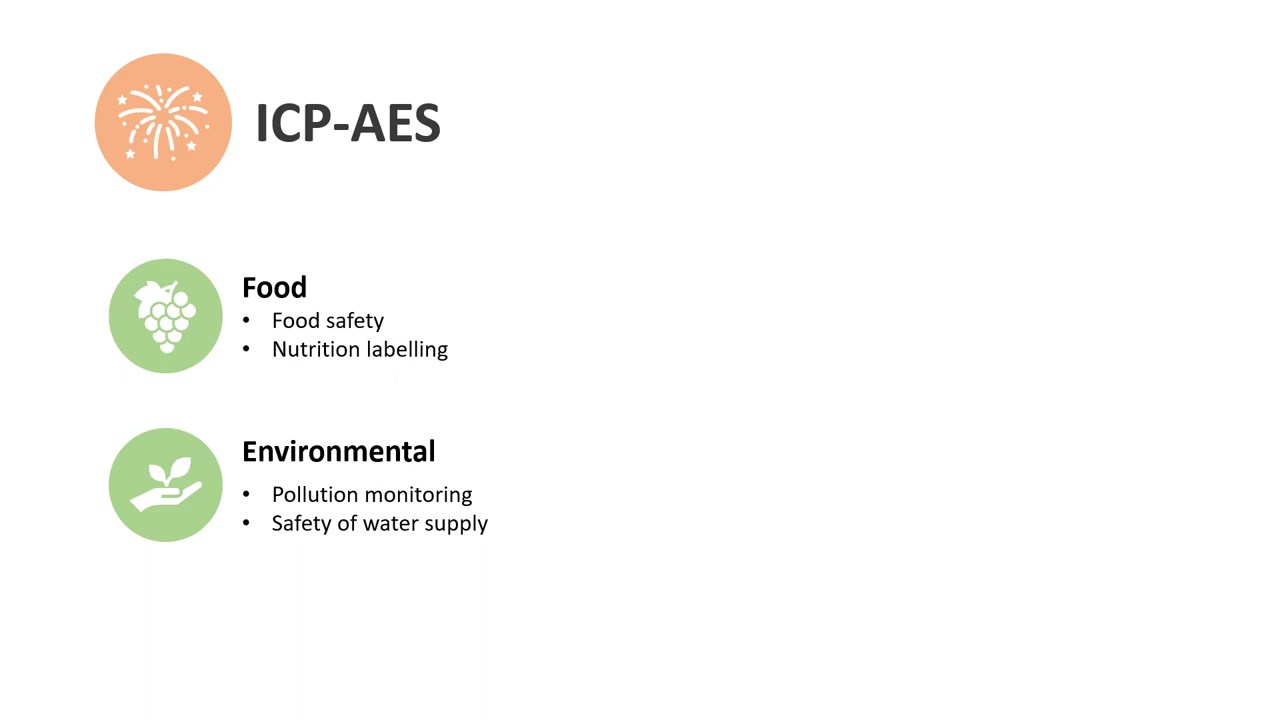 ICP-AES
Food
• Food safety
• Nutrition labelling
Environmental
• Pollution monitoring
• Safety of water supply